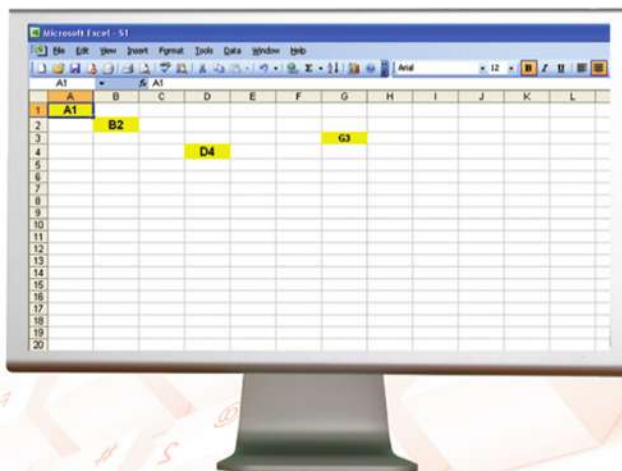 Microsoft Excel - S1
File Edit View Insert Format Tools Data Window Help
Arial 12 B I U
A1 fx A1
A B C D E F G H I J K L
1 A1
2 B2
3 G3
4 D4
5
6
7
8
9
10
11
12
13
14
15
16
17
18
19
20
@